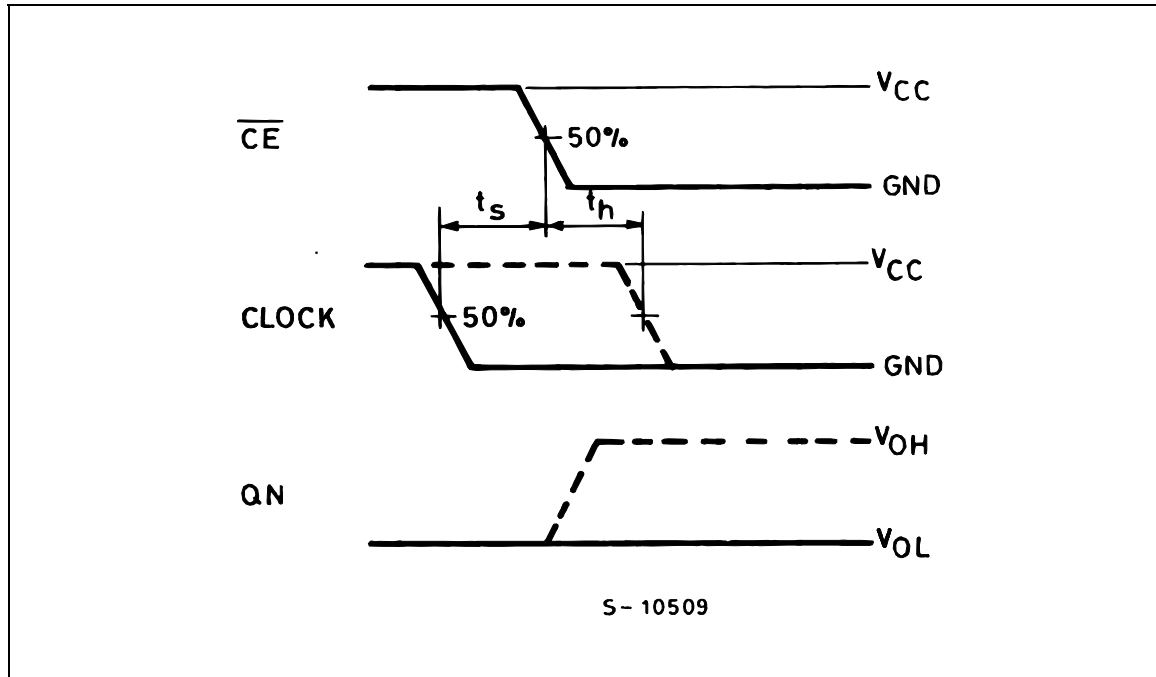 VCC
CE
50%
GND
ts
th
VCC
CLOCK
50%
GND
VOH
QN
VOL
S-10509